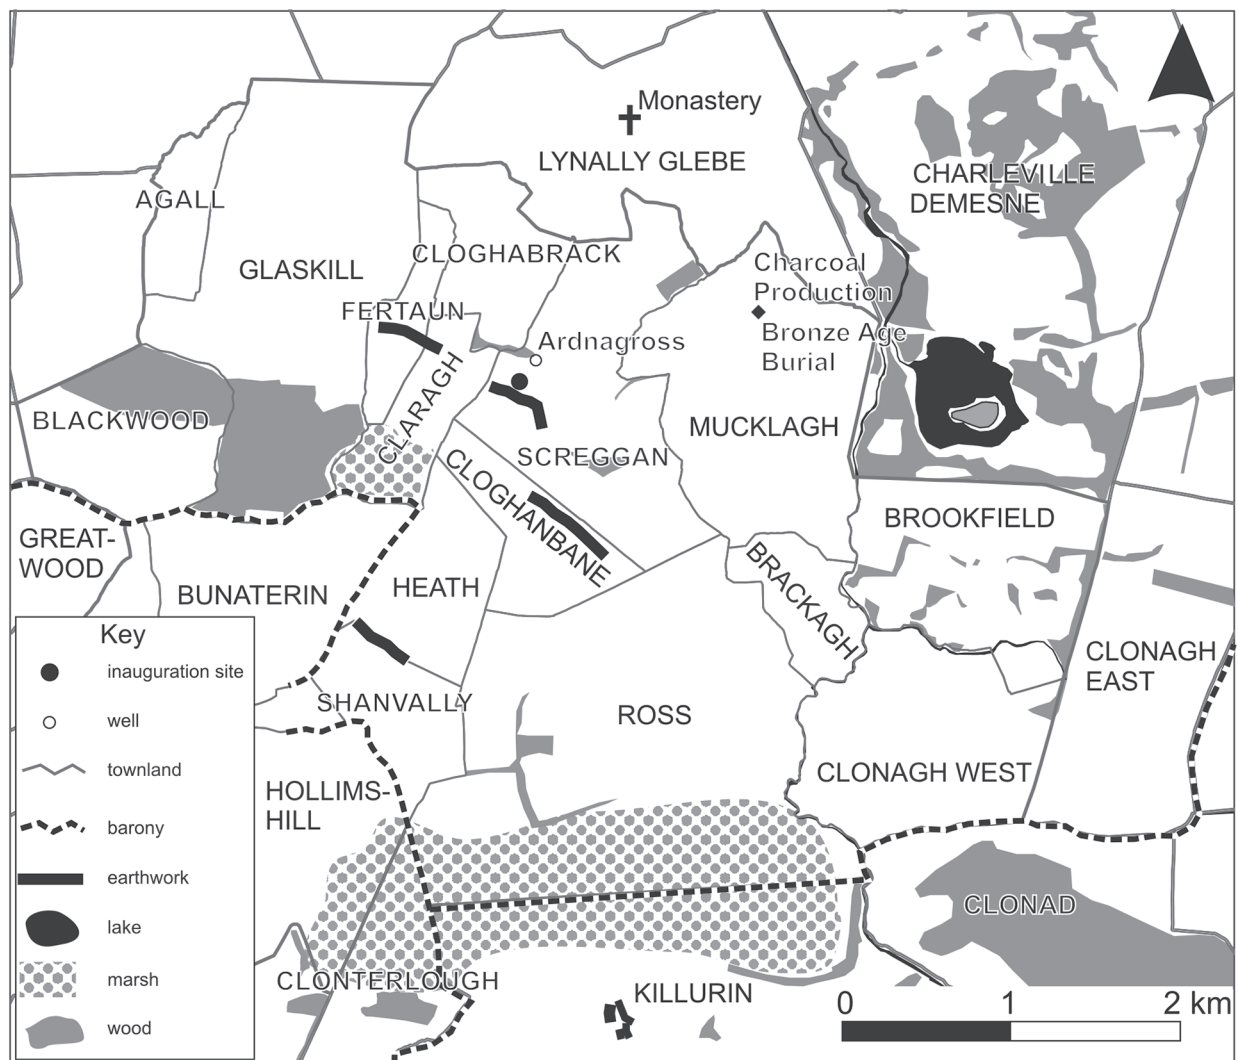 Monastery
LYNALLY GLEBE
CHARLEVILLE
DEMESNE
AGALL
CLOGHABRACK
GLASKILL
Charcoal
Production
FERTAUN
Bronze Age
Burial
Ardnagross
CLARAGH
BLACKWOOD
MUCKLAGH
SCREGGAN
CLOGHANBANE
BROOKFIELD
GREAT-
WOOD
BUNATERIN
HEATH
BRACKAGH
CLONAGH
EAST
SHANVALLY
ROSS
CLONAGH WEST
HOLLIMS-
HILL
CLONAD
CLONTERLOUGH
KILLURIN
Key
inauguration site
well
townland
barony
earthwork
lake
marsh
wood
0 1 2 km